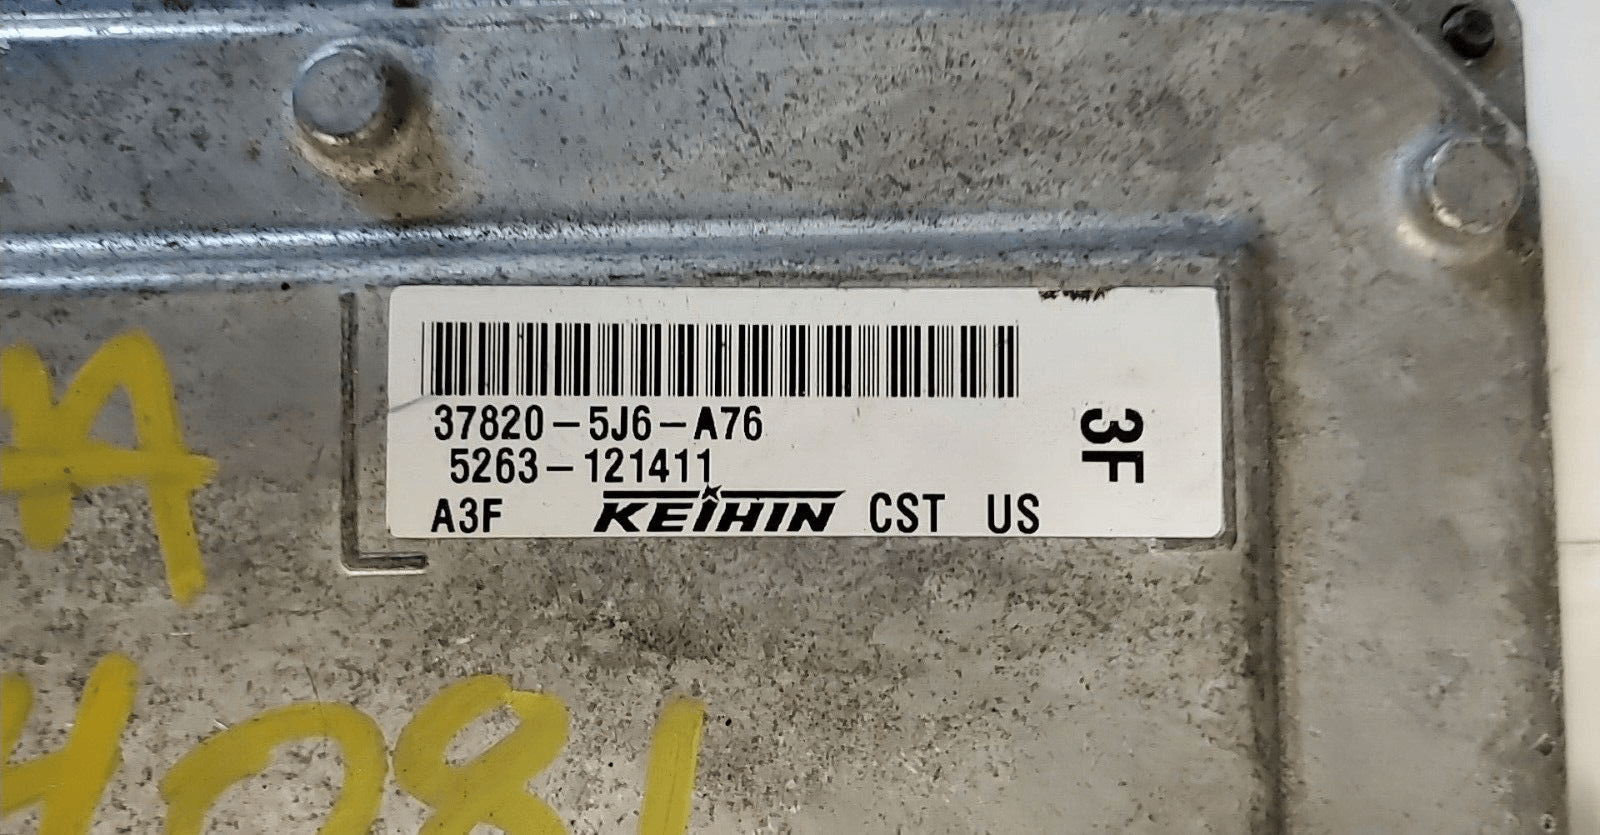 37820-5J6-A76
5263-121411
A3F KEIHIN CST US
3F